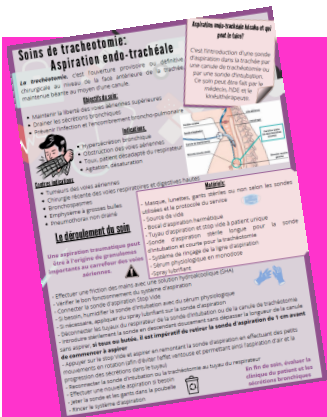 Soins de tracheotomie:
Aspiration endo-trachéale
La trachéotomie, c'est l'ouverture provisoire ou définitive,
chirurgicale, au niveau de la face antérieure de la trachée
maintenue béante au moyen d'une canule.
Aspiration endo-trachéale késako et qui
peut le faire?
C'est l'introduction d'une sonde
d'aspiration dans la trachée par
une canule de trachéotomie ou
par une sonde d'intubation.
Ce soin peut être fait par le
médecin, l'IDE et le
kinésithérapeute.
Objectifs du soin:
Maintenir la liberté des voies aériennes supérieures
Drainer les sécrétions bronchiques
Prévenir l'infection et l'encombrement broncho-pulmonaire
Indications
Hypersécrétion bronchique
Obstruction des voies aériennes
Toux, patient désadapté du respirateur
Agitation, désaturation
Contres indications
Tumeurs des voies aériennes
Chirurgie récente des voies respiratoires et digestives hautes
Bronchospasmes
Emphysème à grosses bulles
Pneumothorax non drainé
Matériels:
- Masque, lunettes, gants stériles ou non selon les sondes
utilisées et le protocole du service
- Source de vide
- Bocal d'aspiration hermétique
- Tuyau d'aspiration et stop vide à patient unique
-Sonde d'aspiration stérile longue pour la sonde
d'intubation et courte pour la trachéotomie
- Système de rinçage de la ligne d'aspiration
- Sérum physiologique en monodose
-Spray lubrifiant
Le déroulement du soin
Une aspiration traumatique peut
être à l'origine de granulomes
importants au carrefour des voies
aériennes.
- Effectuer une friction des mains avec une solution hydroalcoolique (SHA)
- Vérifier le bon fonctionnement du système d'aspiration
- Connecter la sonde d'aspiration Stop vide
- Si besoin, humidifier la sonde d'aspiration avec du sérum physiologique
- Si nécessaire, appliquer du spray lubrifiant sur la sonde d'aspiration
- Déconnecter les tuyaux du respirateur de la sonde d'intubation ou de la canule de trachéotomie
- Introduire stérilement la sonde en descendant doucement sans dépasser la longueur de la canule
sans aspirer, si toux ou butée, il est impératif de retirer la sonde d'aspiration de 1 cm avant
de commencer à aspirer
- Appuyer sur le stop vide et aspirer en remontant la sonde d'aspiration en effectuant des petits
mouvements en rotation (afin d'éviter l'effet ventouse et permettant ainsi l'aspiration d'air et la
progression des sécrétions dans le tuyau)
- Reconnecter la sonde d'intubation ou la trachéotomie au tuyau du respirateur
- Effectuer une nouvelle aspiration si besoin
- Jeter la sonde et les gants dans la poubelle
- Rincer le système d'aspiration
En fin de soin, évaluer la
clinique du patient et les
sécrétions bronchiques